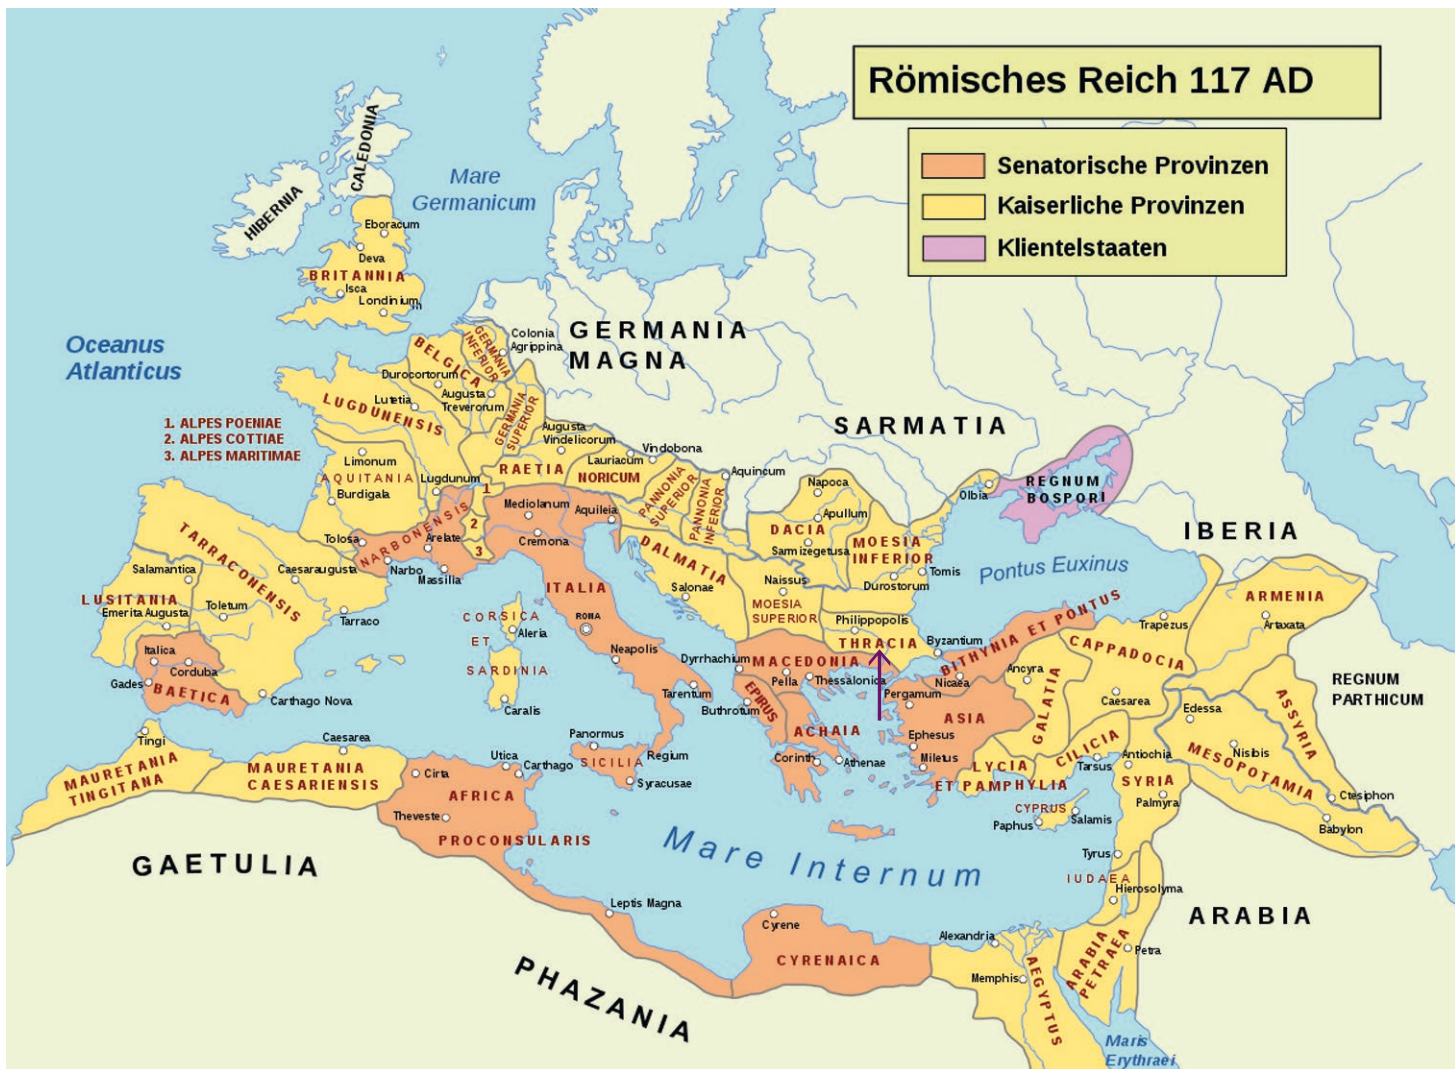 Römisches Reich 117 AD
Senatorische Provinzen
Kaiserliche Provinzen
Klientelstaaten
CALEDONIA
HIBERNIA
Mare
Germanicum
Eboracum
Deva
BRITANNIA
Isca
Londinium
m
Oceanus
Atlanticus
GERMANIA
MAGNA
Colonia
Agrippina
GERMANIA
INFERIOR
BELGICA
Durocortorum
Augusta
Treverorum
Lutetia
LUGDUNENSIS
GERMANIA
SUPERIOR
1. ALPES POENIAE
2. ALPES COTTIAE
3. ALPES MARITIMAE
SARMATIA
Augusta
Vindelicorum
Vindobona
Lauriacum
Limonum
AQUITANIA
Lugdunum
Burdigala
RAETIA
NORICUM
PANNONIA
SUPERIOR
PANNONIA
INFERIOR
Aquincum
Napoca
Apullum
DACIA
Sarmizegetusa
Olbia
REGNUM
BOSPORI
1
2
3
Mediolanum
Aquileia
Cremona
NARBONENSIS
Arelate
Tolosa
Narbo
Massilia
TARRACONENSIS
Salamantica
Caesaraugusta
LUSITANIA
Emerita Augusta
Toletum
Tarraco
Italica
Corduba
Gades
BAETICA
Carthago Nova
DALMATIA
Salonae
Naissus
MOESIA
SUPERIOR
MOESIA
INFERIOR
Tomis
Durostorum
Pontus Euxinus
IBERIA
ITALIA
ROMA
CORSICA
ET
SARDINIA
Aleria
Caralis
Neapolis
Tarentum
Philippopolis
THRACIA
Byzantium
BITHYNIA ET PONTUS
Trapezus
ARMENIA
Artaxata
CAPPADOCIA
Dyrrhachium
MACEDONIA
Pella
Thessalonica
EPIRUS
Buthrotum
ACHAIA
Corinth
Athenae
Nicaea
Ancyra
Pergamum
ASIA
GALATIA
Caesarea
Ephesus
Miletus
REGNUM
PARTHICUM
ASSYRIA
Edessa
Nisibis
MESOPOTAMIA
Ctesiphon
Babylon
CILICIA
Tarsus
Antiochia
SYRIA
Palmyra
LYCIA
ET PAMPHYLIA
CYPRUS
Paphus
Salamis
Tingi
MAURETANIA
TINGITANA
Caesarea
MAURETANIA
CAESARIENSIS
Cirta
Utica
Carthago
AFRICA
Theveste
PROCONSULARIS
Panormus
SICILIA
Regium
Syracusae
Mare Internum
GAETULIA
Leptis Magna
PHAZANIA
Cyrene
CYRENAICA
Tyrus
IUDAEA
Hierosolyma
ARABIA
Alexandria
Memphis
AEGYPTUS
ARABIA
PETRAEA
Petra
Maris
Erythraei